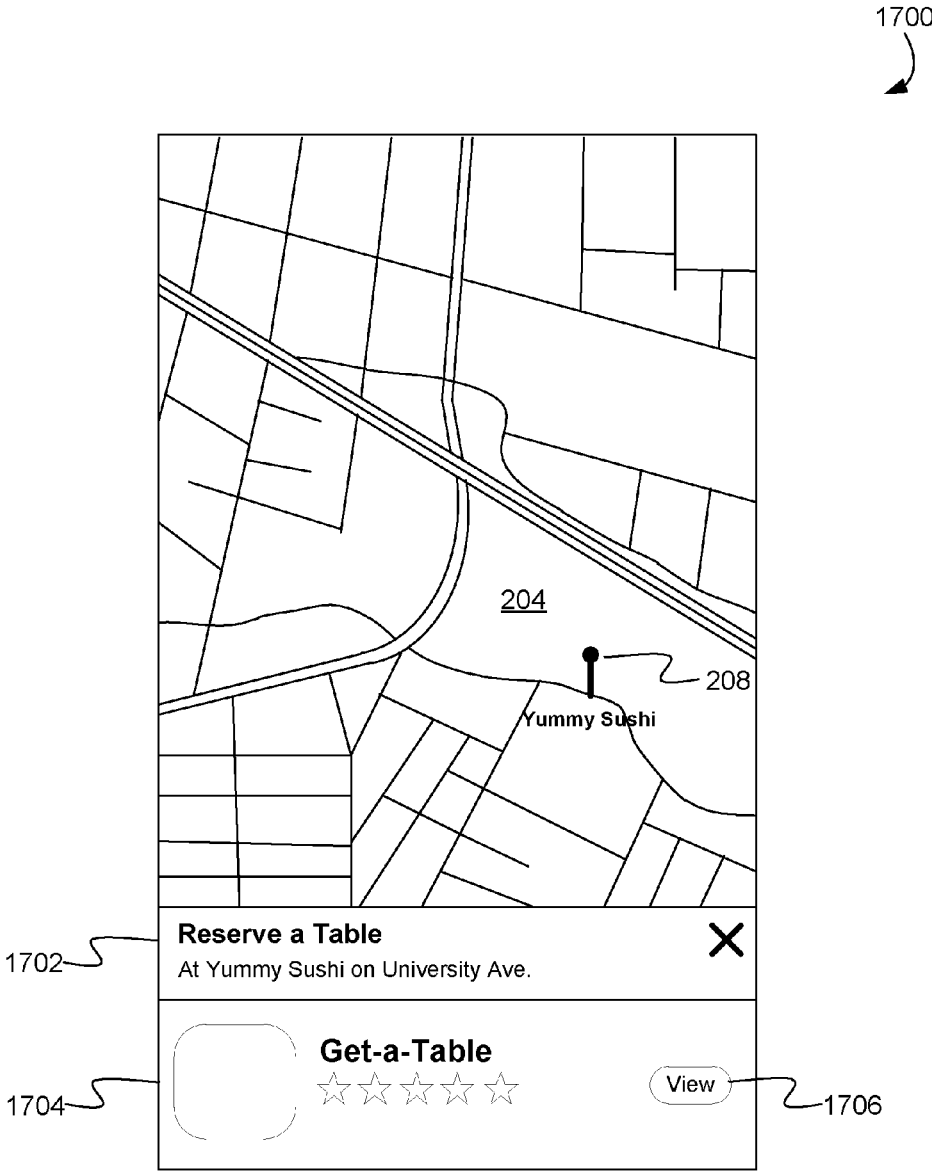 1700
204
208
Yummy Sushi
Reserve a Table
1702
At Yummy Sushi on University Ave.
Get-a-Table
View
1704
1706